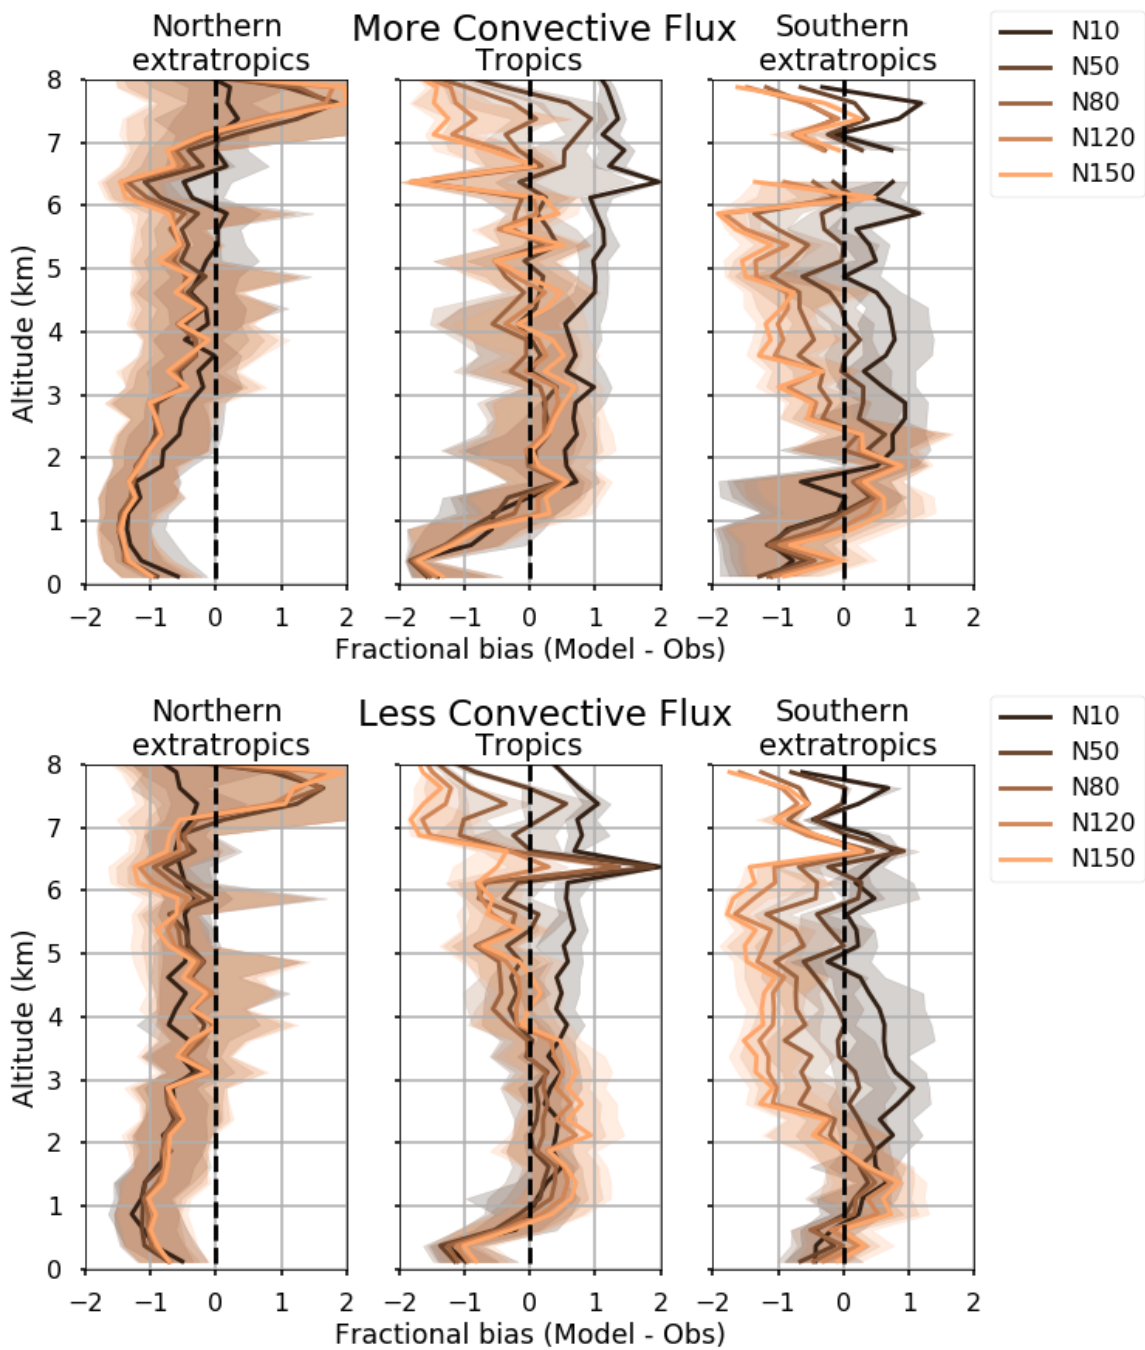 More Convective Flux
Northern
extratropics
Tropics
Southern
extratropics
N10
N50
N80
N120
N150
Altitude (km)
8
7
6
5
4
3
2
1
0
−2 −1 0 1 2
−2 −1 0 1 2
−2 −1 0 1 2
Fractional bias (Model - Obs)
Less Convective Flux
Northern
extratropics
Tropics
Southern
extratropics
N10
N50
N80
N120
N150
Altitude (km)
8
7
6
5
4
3
2
1
0
−2 −1 0 1 2
−2 −1 0 1 2
−2 −1 0 1 2
Fractional bias (Model - Obs)